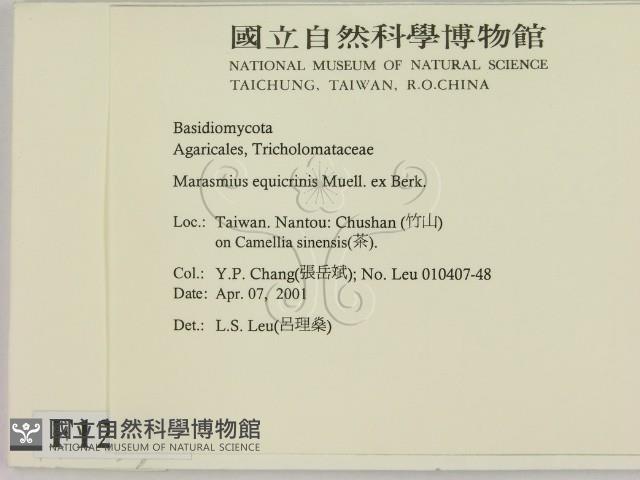 國立自然科學博物館
NATIONAL MUSEUM OF NATURAL SCIENCE
TAICHUNG, TAIWAN, R.O.CHINA
Basidiomycota
Agaricales, Tricholomataceae
Marasmius equicrinis Muell. ex Berk.
Loc.: Taiwan. Nantou: Chushan (竹山)
on Camellia sinensis(茶).
Col.: Y.P. Chang(張岳斌); No. Leu 010407-48
Date: Apr. 07, 2001
Det.: L.S. Leu(呂理燊)
國立自然科學博物館
NATIONAL MUSEUM OF NATURAL SCIENCE